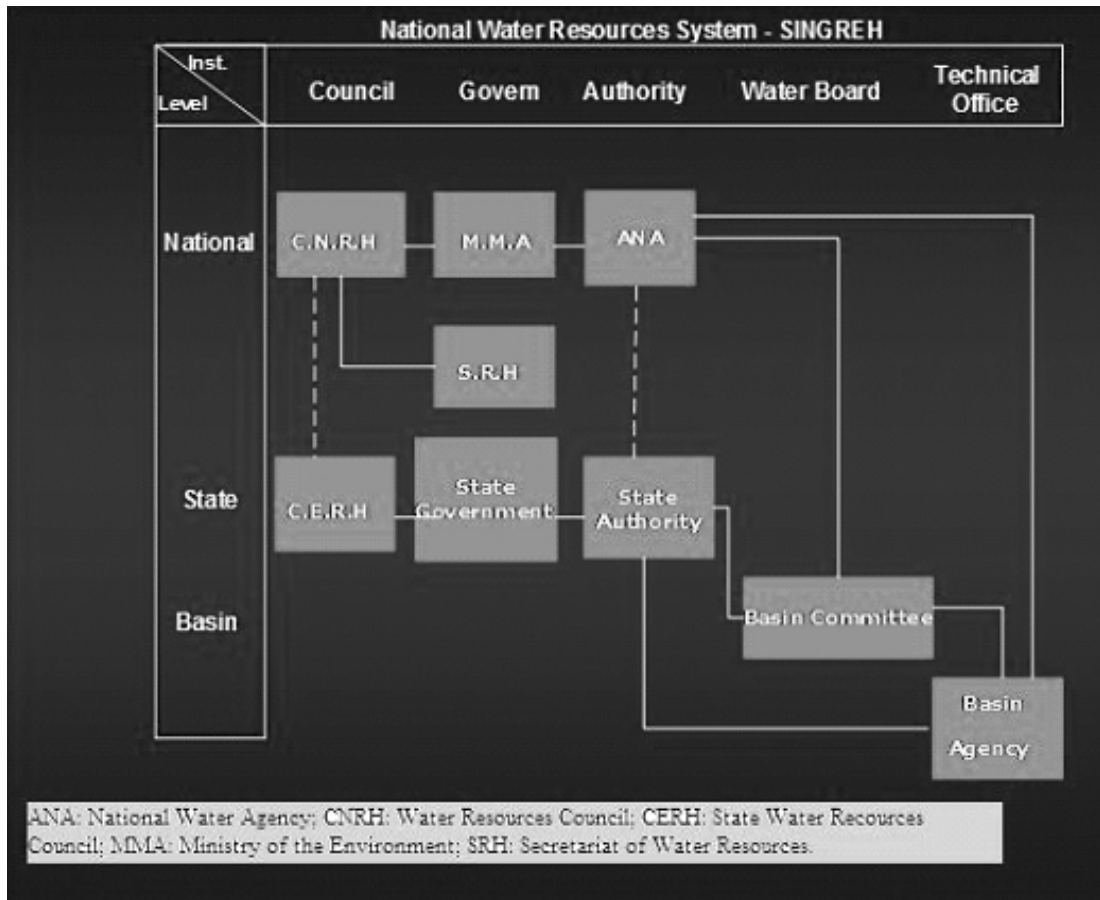 National Water Resources System - SINGREH
Inst.
Level
Council
Govern
Authority
Water Board
Technical
Office
National
C.N.R.H
M.M.A
ANA
S.R.H
State
C.E.R.H
State
Government
State
Authority
Basin
Basin Committee
Basin
Agency
ANA: National Water Agency; CNRH: Water Resources Council; CERH: State Water Recources
Council; MMA: Ministry of the Environment; SRH: Secretariat of Water Resources.